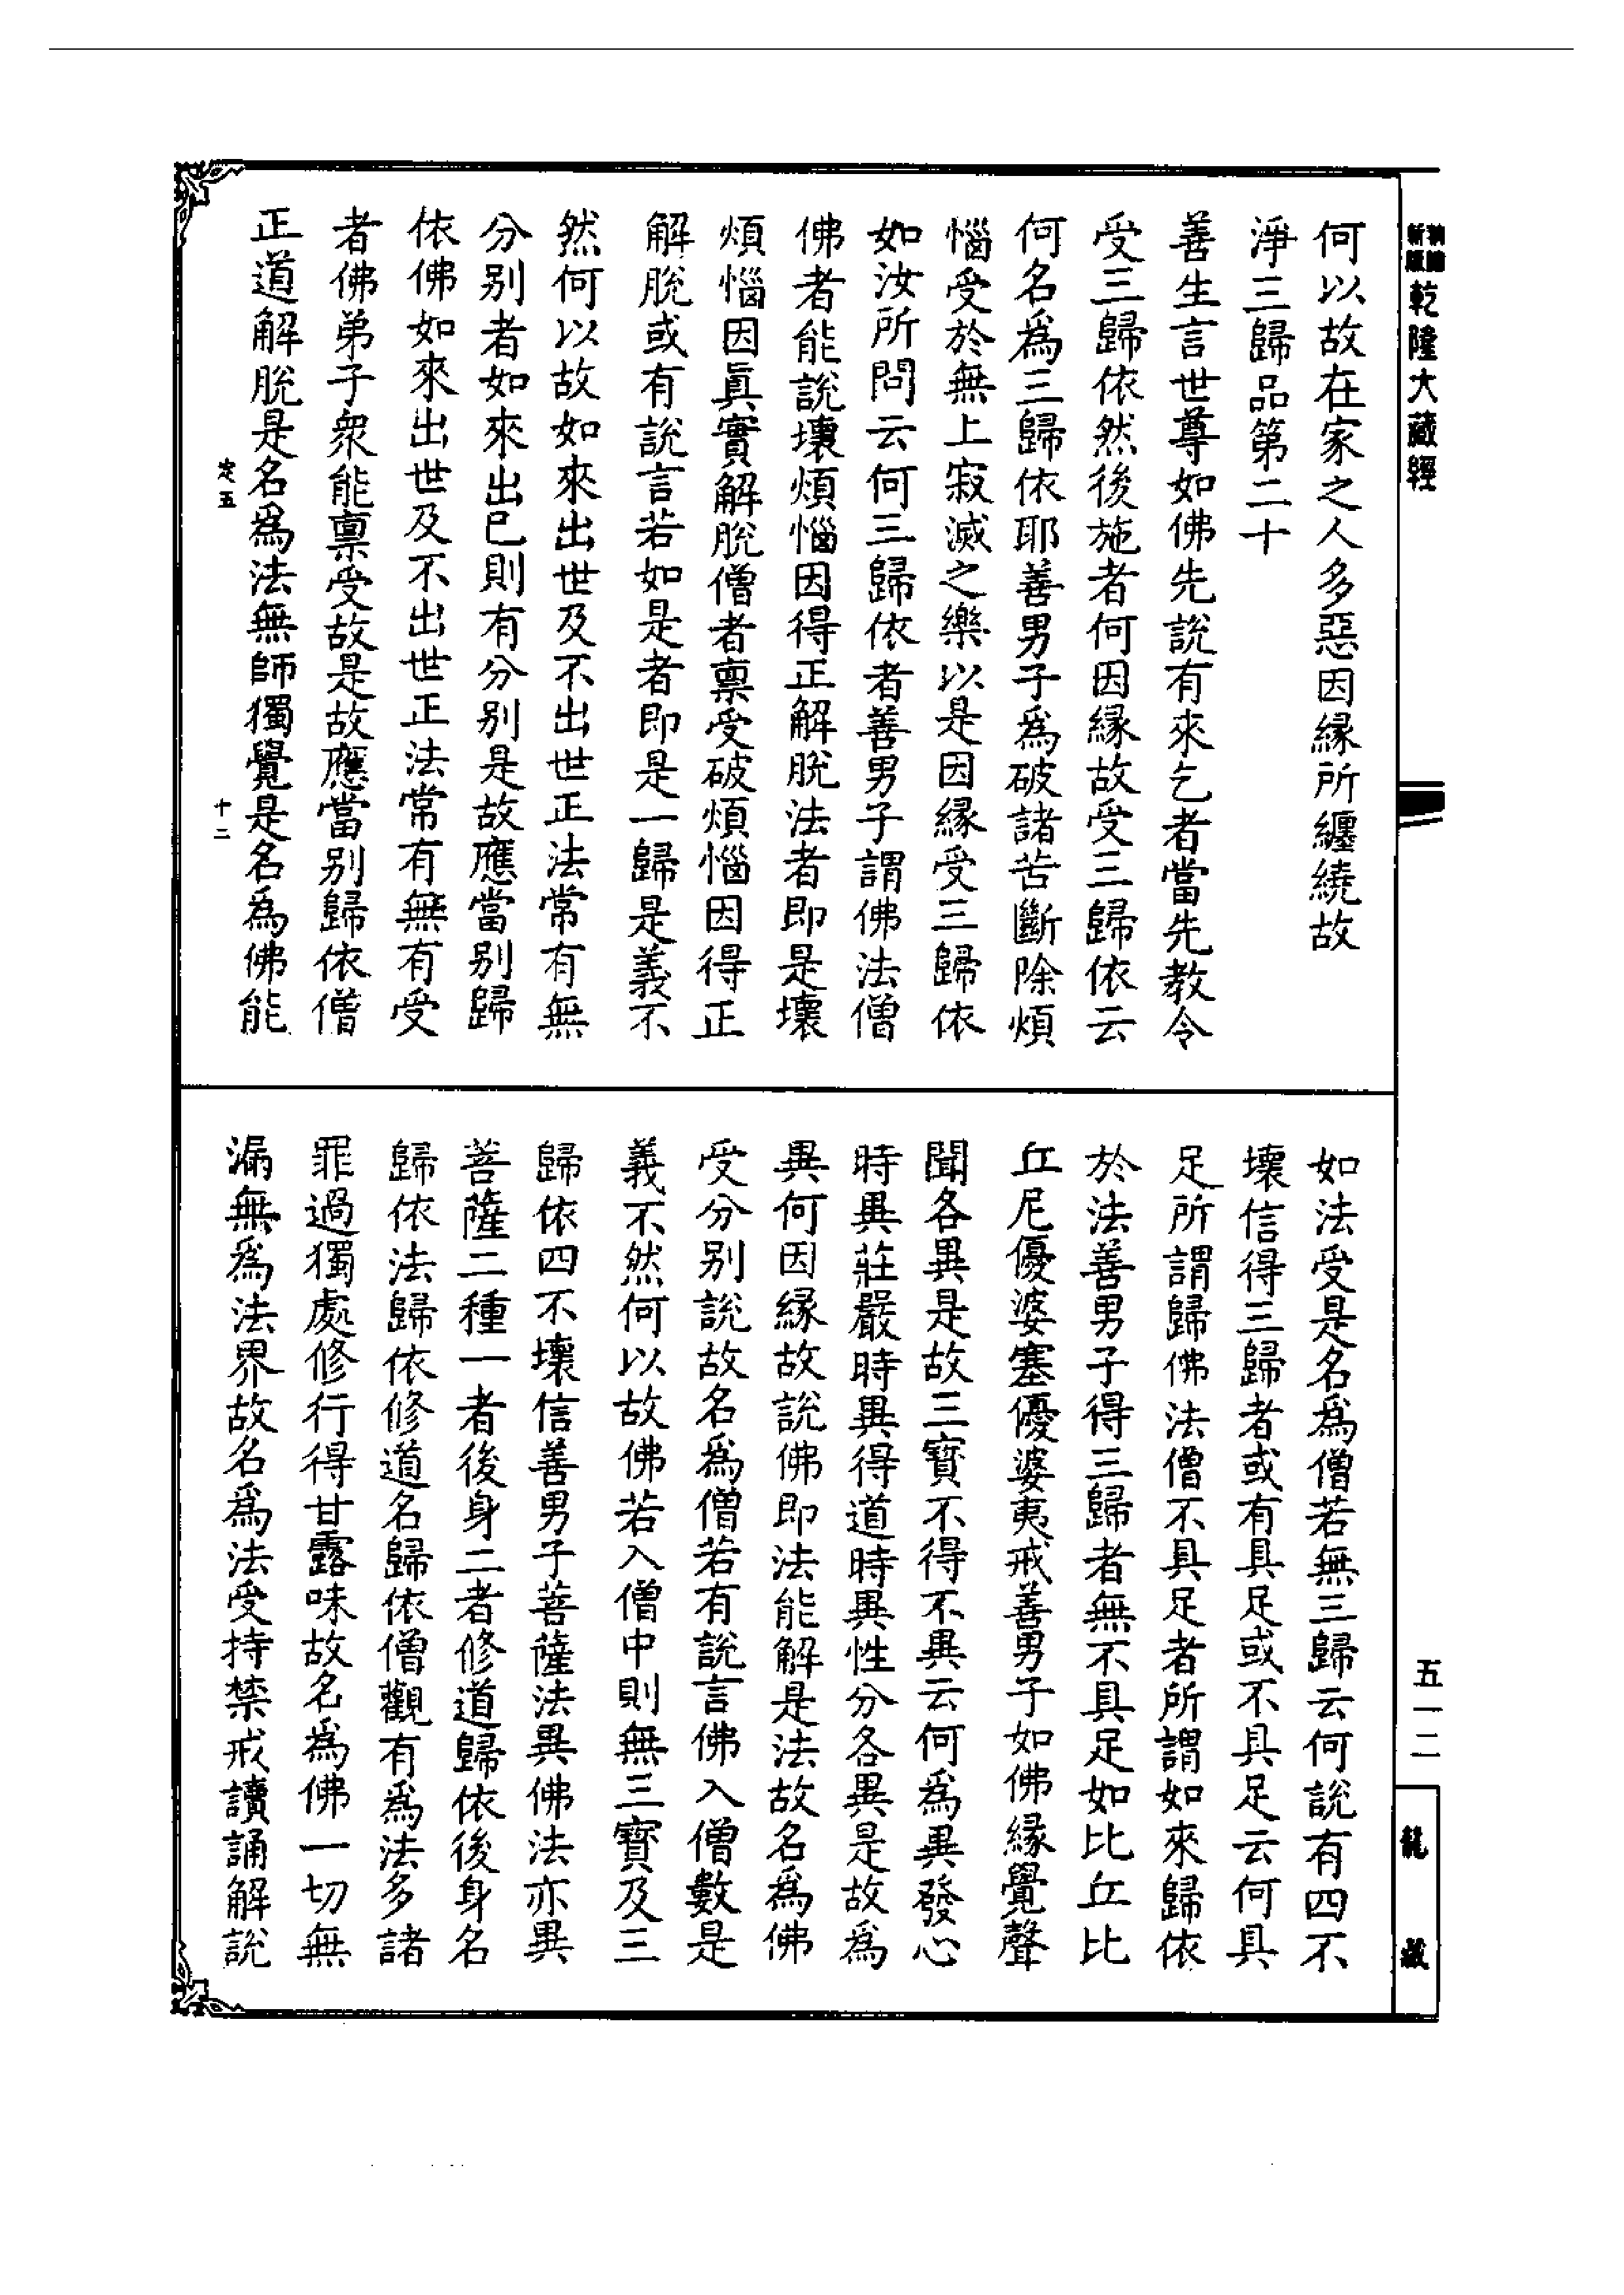 乾隆大藏經
何以故在家之人多惡因緣所纏繞故
淨三歸品第二十
善生言世尊如佛先說有來乞者當先教令
受三歸依然後施者何因緣故受三歸依云
何名爲三歸依耶善男子爲破諸苦斷除煩
惱受於無上寂滅之樂以是因緣受三歸依
如汝所問云何三歸依者善男子謂佛法僧
佛者能說壞煩惱因得正解脫法者即是壞
煩惱因眞實解脫僧者稟受破煩惱因得正
解脫或有說言若如是者即是一歸是義不
然何以故如來出世及不出世正法常有無
分別者如來出已則有分別是故應當別歸
依佛如來出世及不出世正法常有無有受
者佛弟子衆能稟受故是故應當別歸依僧
正道解脫是名爲法無師獨覺是名爲佛能
定五
十二
如法受是名爲僧若無三歸云何說有四不
壞信得三歸者或有具足或不具足云何具
足所謂歸佛法僧不具足者所謂如來歸依
於法善男子得三歸者無不具足如比丘比
丘尼優婆塞優婆夷戒善男子如佛緣覺聲
聞各異是故三寶不得不異云何爲異發心
時異莊嚴時異得道時異性分各異是故爲
異何因緣故說佛即法能解是法故名爲佛
受分別說故名爲僧若有說言佛入僧數是
義不然何以故佛若入僧中則無三寶及三
歸依四不壞信善男子菩薩法異佛法亦異
菩薩二種一者後身二者修道歸依後身名
歸依法歸依修道名歸依僧觀有爲法多諸
罪過獨處修行得甘露味故名爲佛一切無
漏無爲法界故名爲法受持禁戒讀誦解說
五一二
龍藏